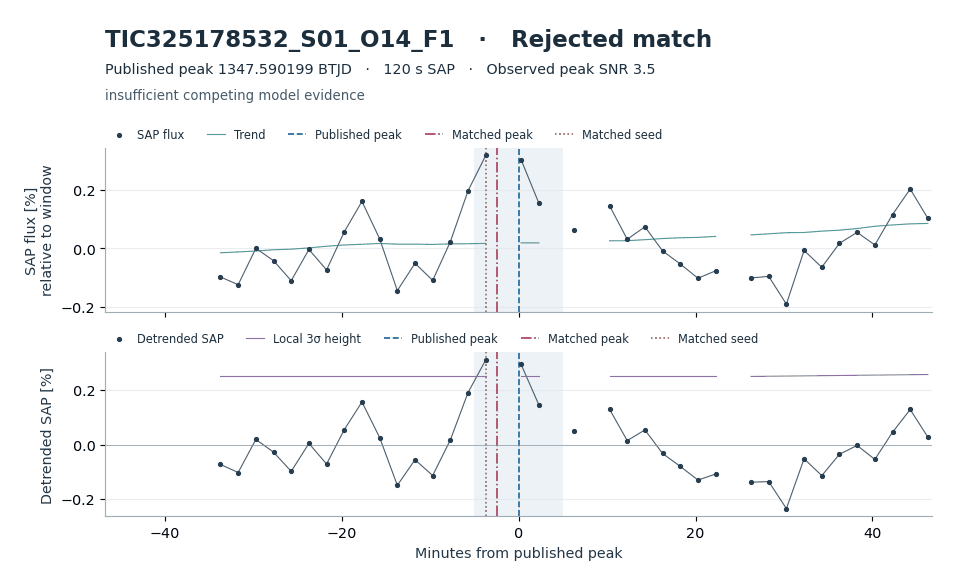 TIC325178532_S01_O14_F1 · Rejected match
Published peak 1347.590199 BTJD · 120 s SAP · Observed peak SNR 3.5
insufficient competing model evidence
SAP flux Trend Published peak Matched peak Matched seed
SAP flux [%]
relative to window
0.2
0.0
−0.2
Detrended SAP Local 3σ height Published peak Matched peak Matched seed
Detrended SAP [%]
0.2
0.0
−0.2
−40 −20 0 20 40
Minutes from published peak